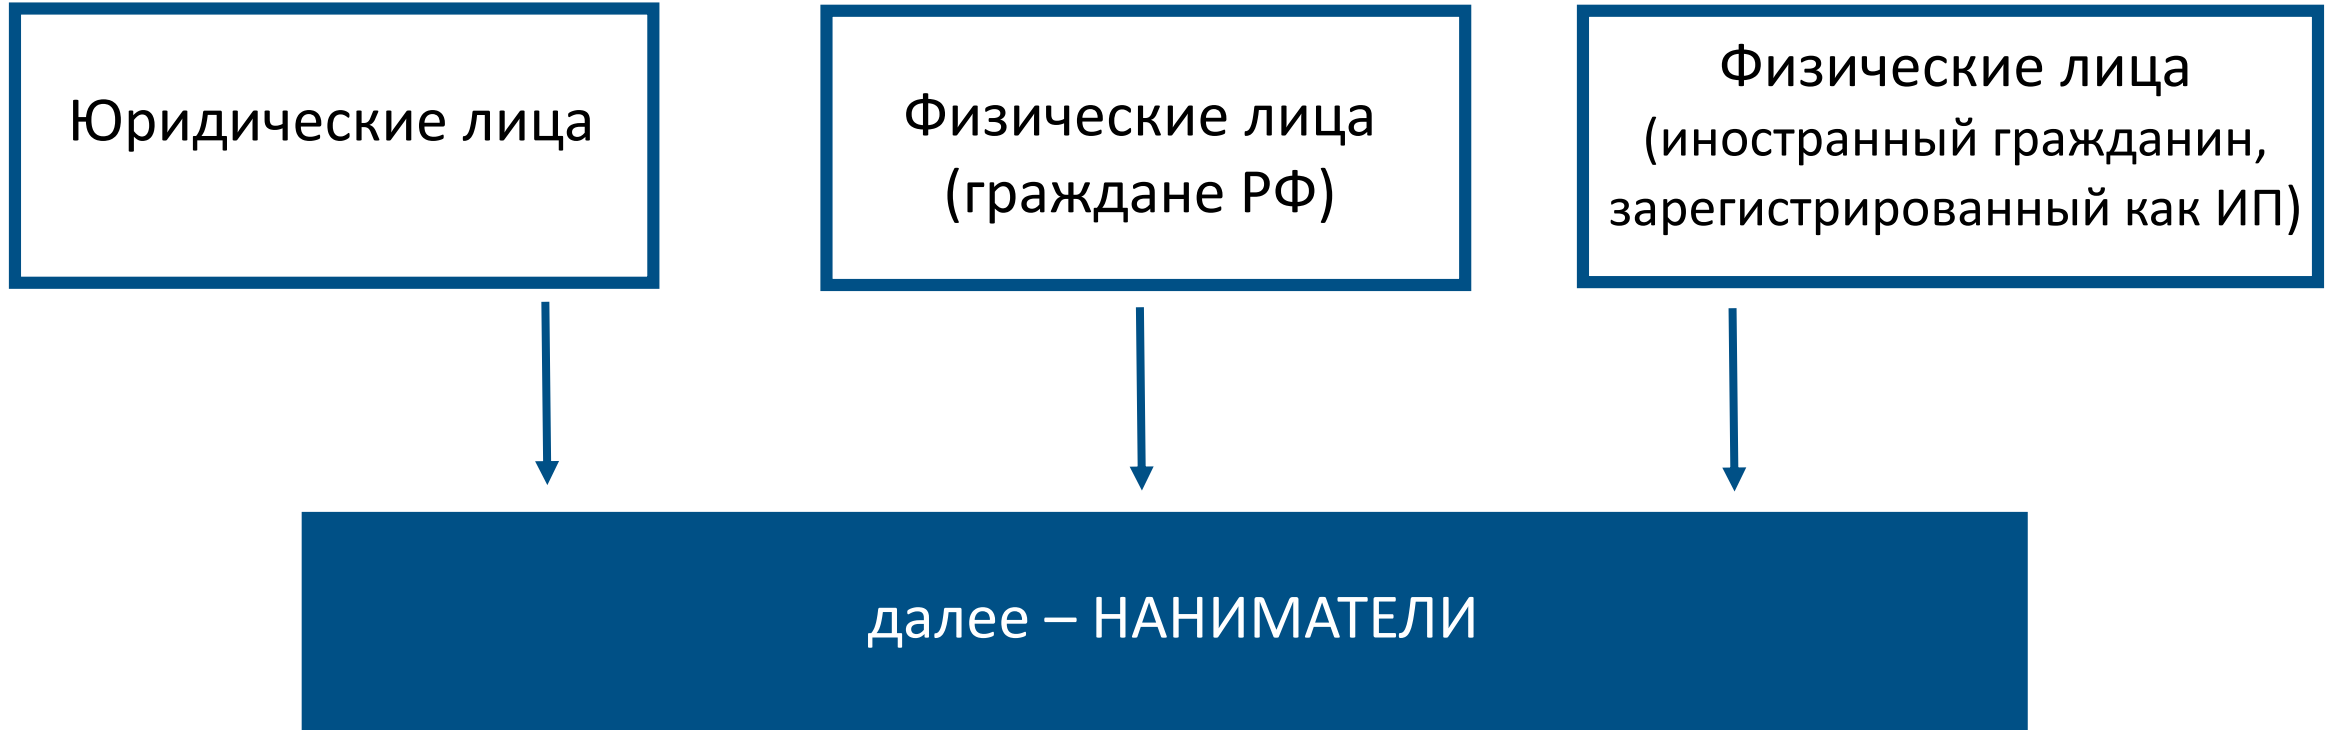 Юридические лица
Физические лица
(граждане РФ)
Физические лица
(иностранный гражданин,
зарегистрированный как ИП)
далее – НАНИМАТЕЛИ